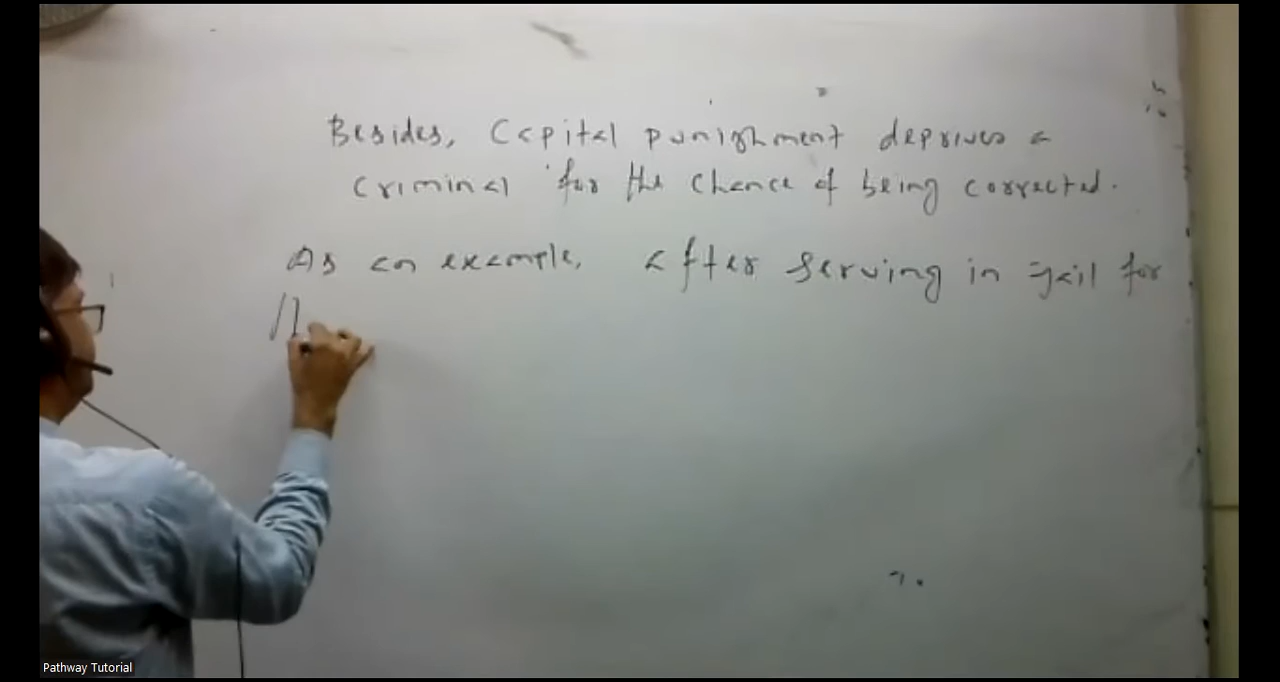 Besides, Capital punishment deprives a
criminal for the chance of being corrected.
As an example, after serving in jail for
11
Pathway Tutorial